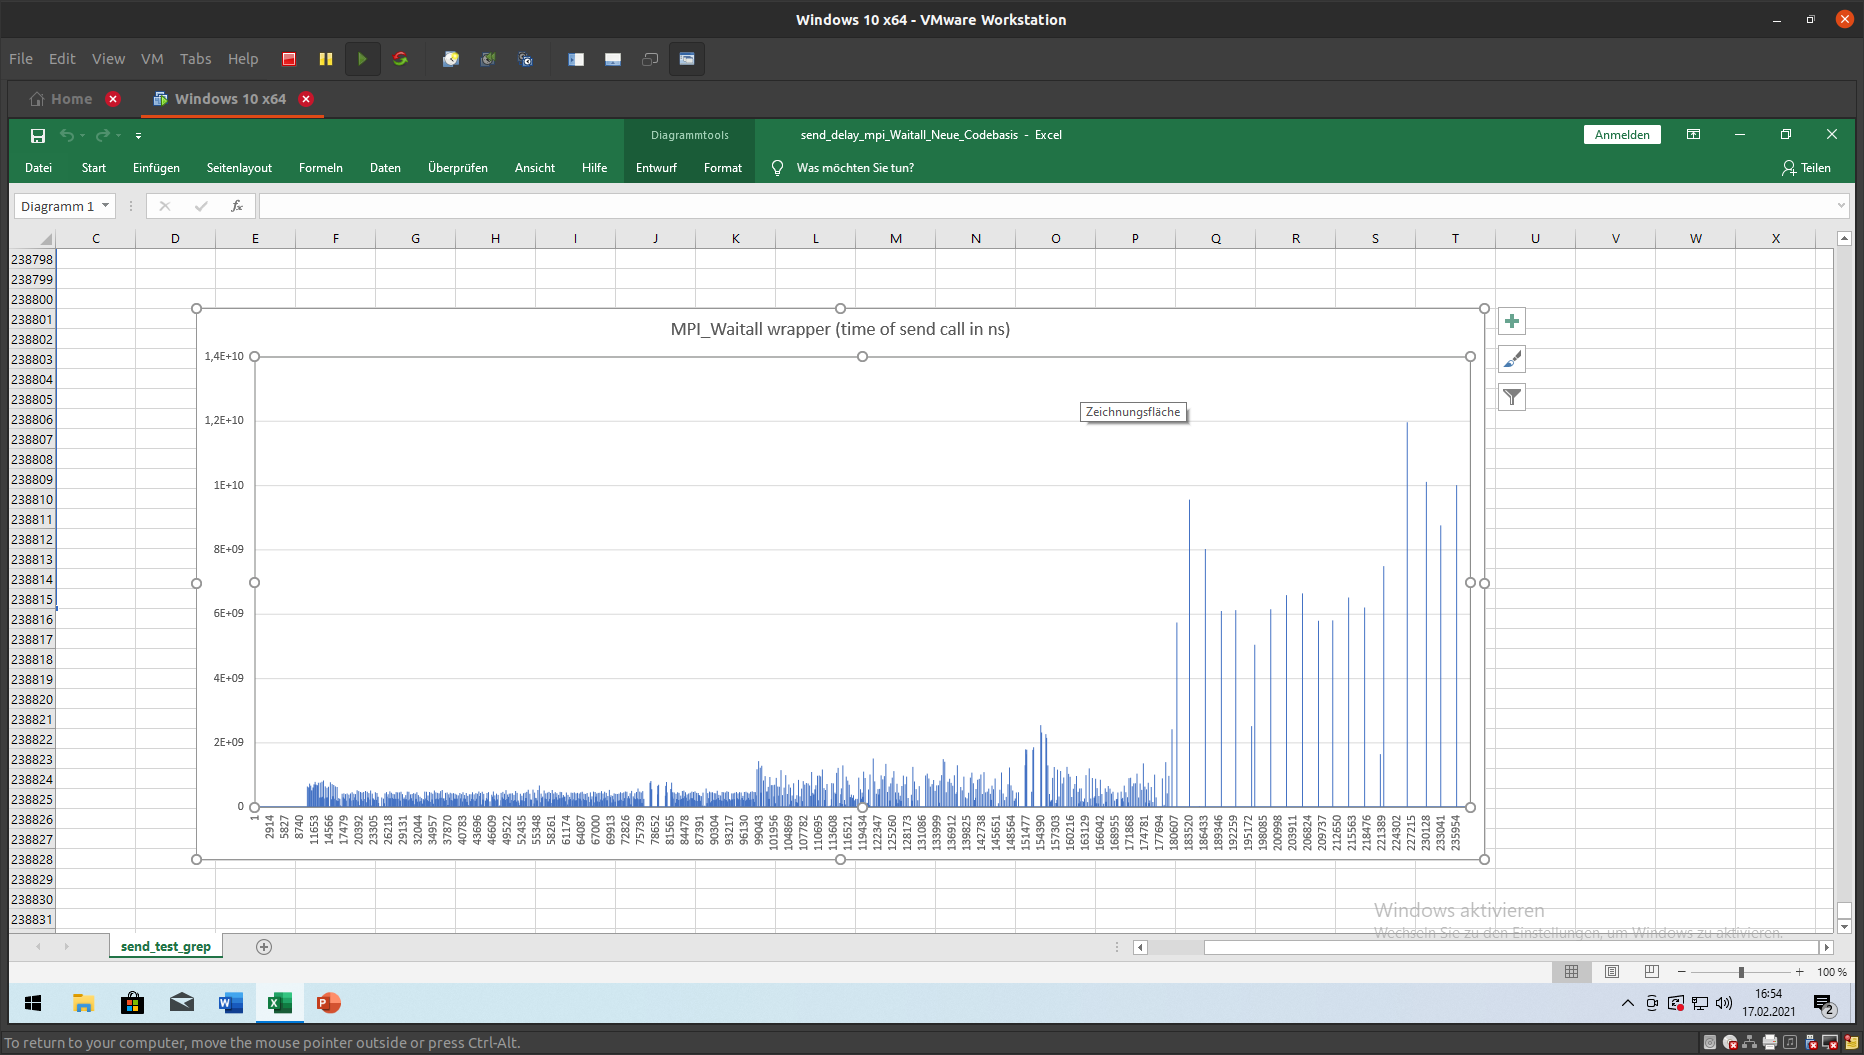 Windows 10 x64 - VMware Workstation
File Edit View VM Tabs Help
Home Windows 10 x64
Diagrammtools send_delay_mpi_Waitall_Neue_Codebasis - Excel Anmelden
Datei Start Einfügen Seitenlayout Formeln Daten Überprüfen Ansicht Hilfe Entwurf Format Was möchten Sie tun? Teilen
Diagramm 1 fx
C D E F G H I J K L M N O P Q R S T U V W X
238798
238799
238800
238801
238802
238803
238804
238805
238806
238807
238808
238809
238810
238811
238812
238813
238814
238815
238816
238817
238818
238819
238820
238821
238822
238823
238824
238825
238826
238827
238828
238829
238830
238831
MPI_Waitall wrapper (time of send call in ns)
1,4E+10
1,2E+10
1E+10
8E+09
6E+09
4E+09
2E+09
0
Zeichnungsfläche
1 2914 5827 8740 11653 14566 17479 20392 23305 26218 29131 32044 34957 37870 40783 43696 46609 49522 52435 55348 58261 61174 64087 67000 69913 72826 75739 78652 81565 84478 87391 90304 93217 96130 99043 101956 104869 107782 110695 113608 116521 119434 122347 125260 128173 131086 133999 136912 139825 142738 145651 148564 151477 154390 157303 160216 163129 166042 168955 171868 174781 177694 180607 183520 186433 189346 192259 195172 198085 200998 203911 206824 209737 212650 215563 218476 221389 224302 227215 230128 233041 235954
Windows aktivieren
Wechseln Sie zu den Einstellungen, um Windows zu aktivieren.
send_test_grep
100 %
16:54
17.02.2021
2
To return to your computer, move the mouse pointer outside or press Ctrl-Alt.